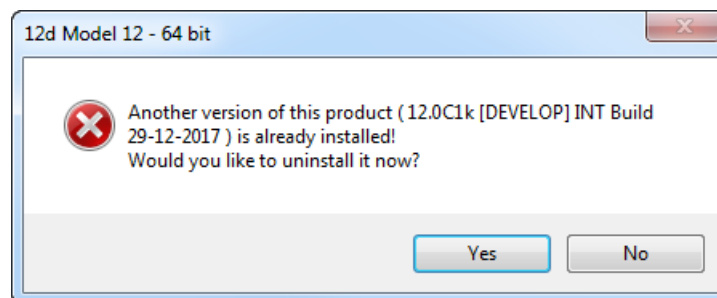 12d Model 12 - 64 bit
Another version of this product ( 12.0C1k [DEVELOP] INT Build
29-12-2017 ) is already installed!
Would you like to uninstall it now?
Yes
No